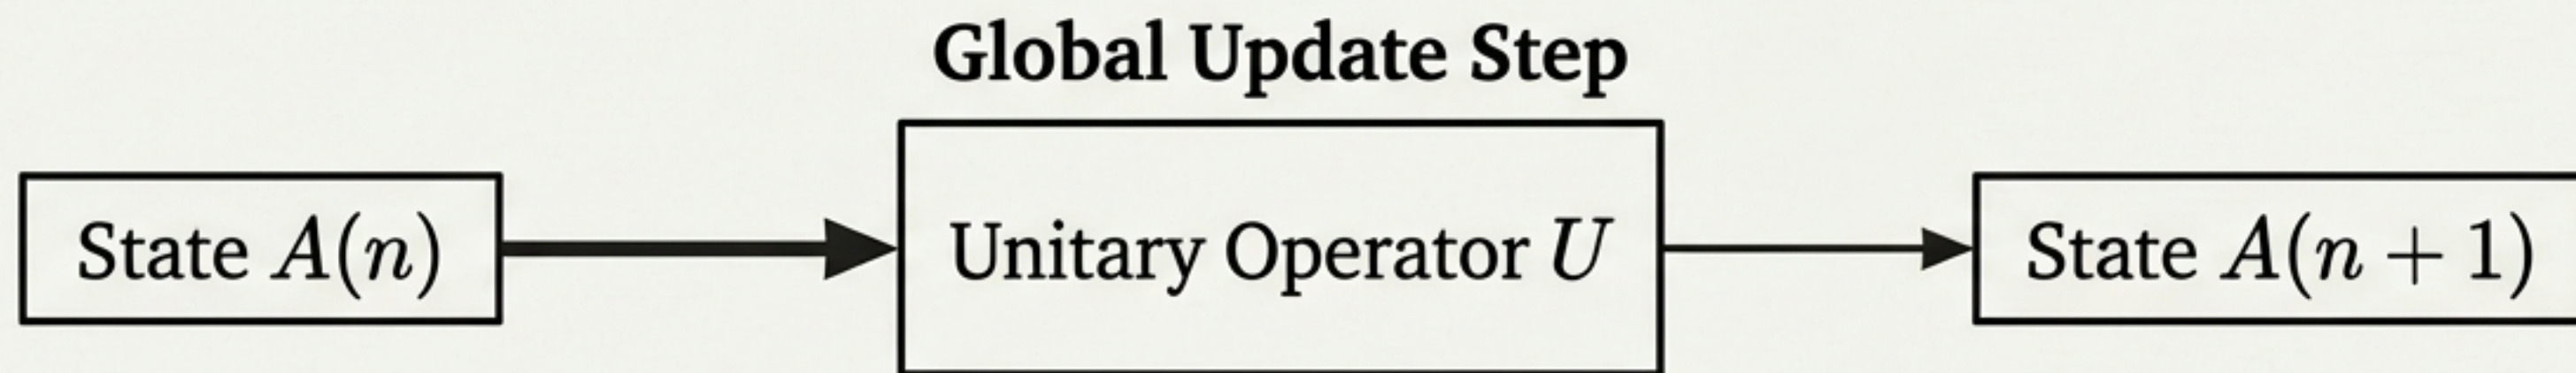 Global Update Step
State A(n)
Unitary Operator U
State A(n + 1)